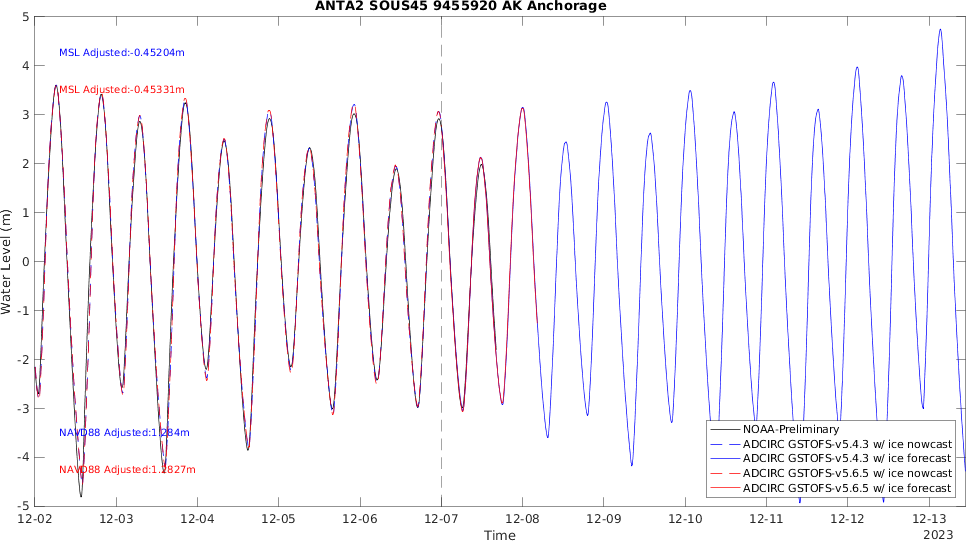 ANTA2 SOUS45 9455920 AK Anchorage
MSL Adjusted:-0.45204m
MSL Adjusted:-0.45331m
NAVD88 Adjusted:1.284m
NAVD88 Adjusted:1.2827m
Water Level (m)
5
4
3
2
1
0
-1
-2
-3
-4
-5
NOAA-Preliminary
ADCIRC GSTOFS-v5.4.3 w/ ice nowcast
ADCIRC GSTOFS-v5.4.3 w/ ice forecast
ADCIRC GSTOFS-v5.6.5 w/ ice nowcast
ADCIRC GSTOFS-v5.6.5 w/ ice forecast
12-02 12-03 12-04 12-05 12-06 12-07 12-08 12-09 12-10 12-11 12-12 12-13
Time
2023